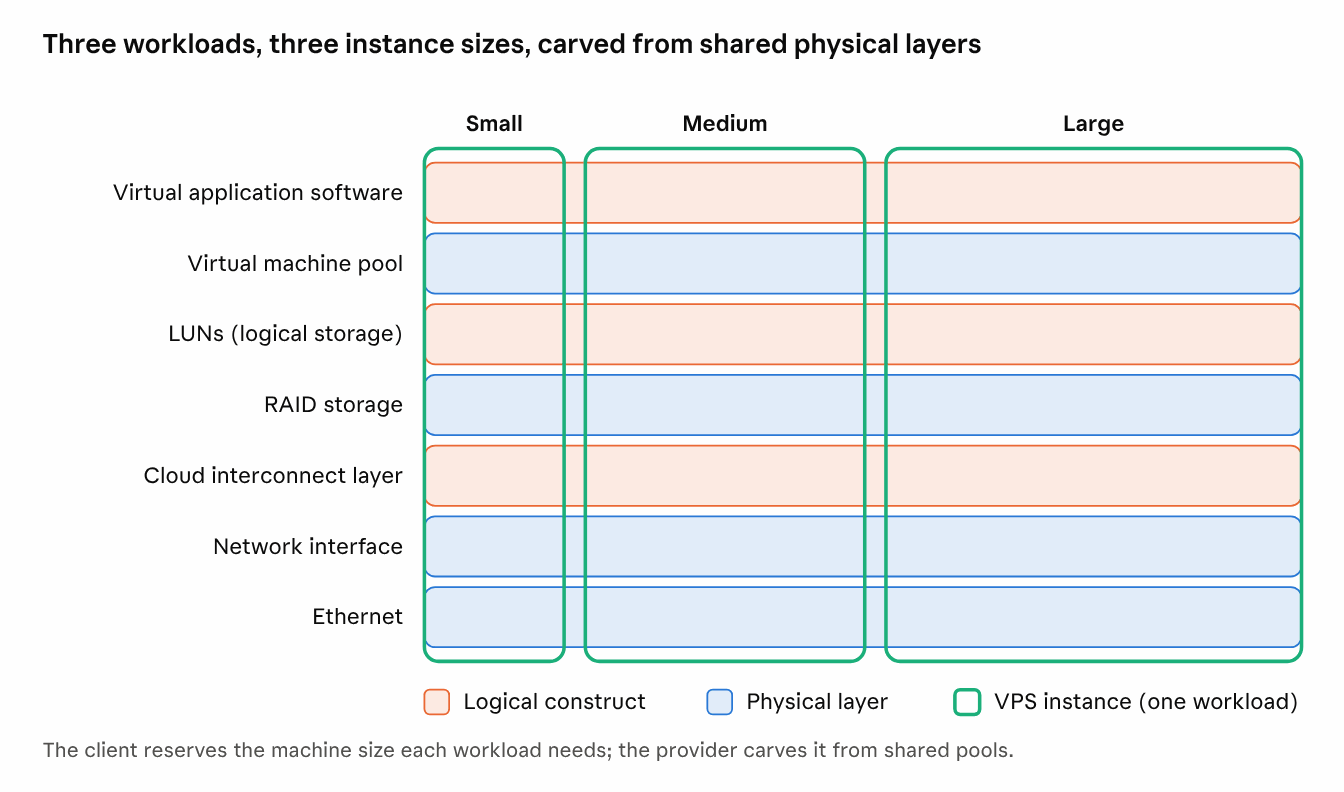 Three workloads, three instance sizes, carved from shared physical layers
Small
Medium
Large
Virtual application software
Virtual machine pool
LUNs (logical storage)
RAID storage
Cloud interconnect layer
Network interface
Ethernet
Logical construct
Physical layer
VPS instance (one workload)
The client reserves the machine size each workload needs; the provider carves it from shared pools.